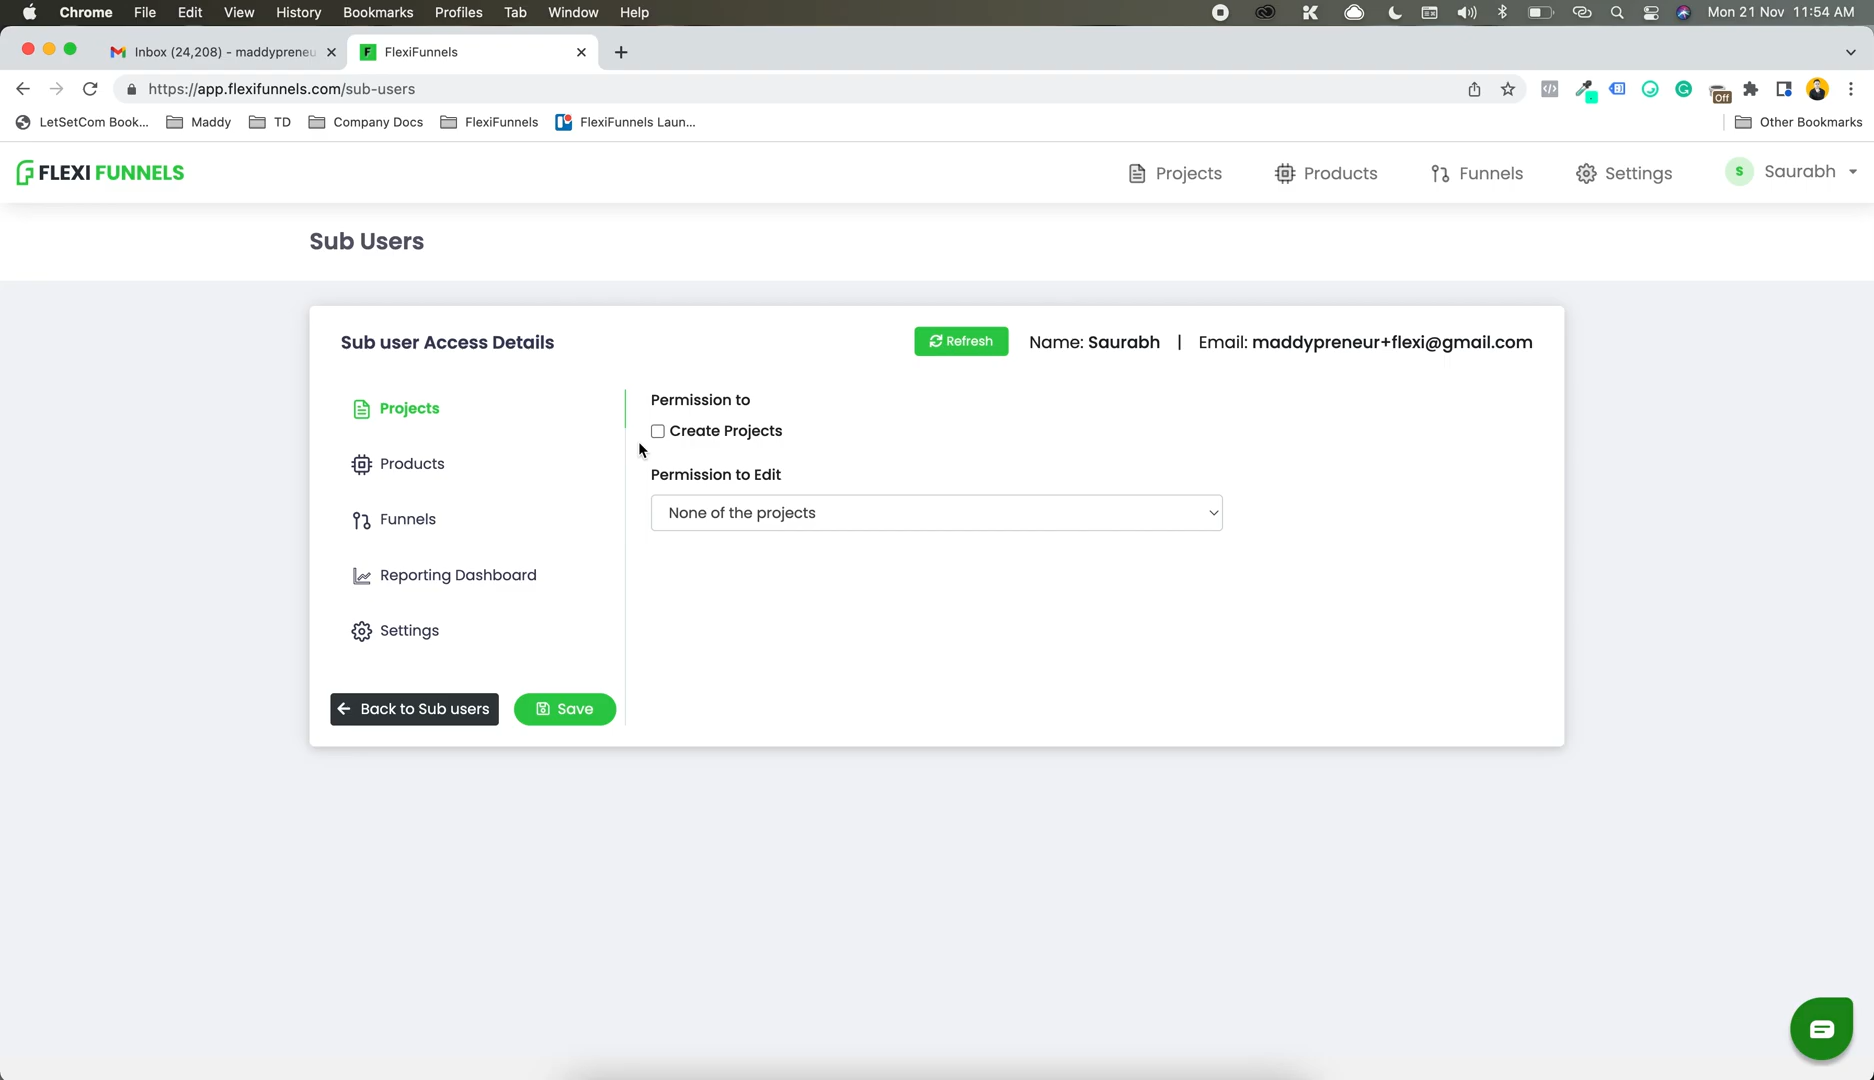 Chrome File Edit View History Bookmarks Profiles Tab Window Help Mon 21 Nov 11:54 AM
Inbox (24,208) - maddypreneu FlexiFunnels
https://app.flexifunnels.com/sub-users
Off
LetSetCom Book... Maddy TD Company Docs FlexiFunnels FlexiFunnels Laun... Other Bookmarks
FLEXI FUNNELS Projects Products Funnels Settings S Saurabh
Sub Users
Sub user Access Details Refresh Name: Saurabh | Email: maddypreneur+flexi@gmail.com
Projects
Products
Funnels
Reporting Dashboard
Settings
Back to Sub users Save
Permission to
Create Projects
Permission to Edit
None of the projects